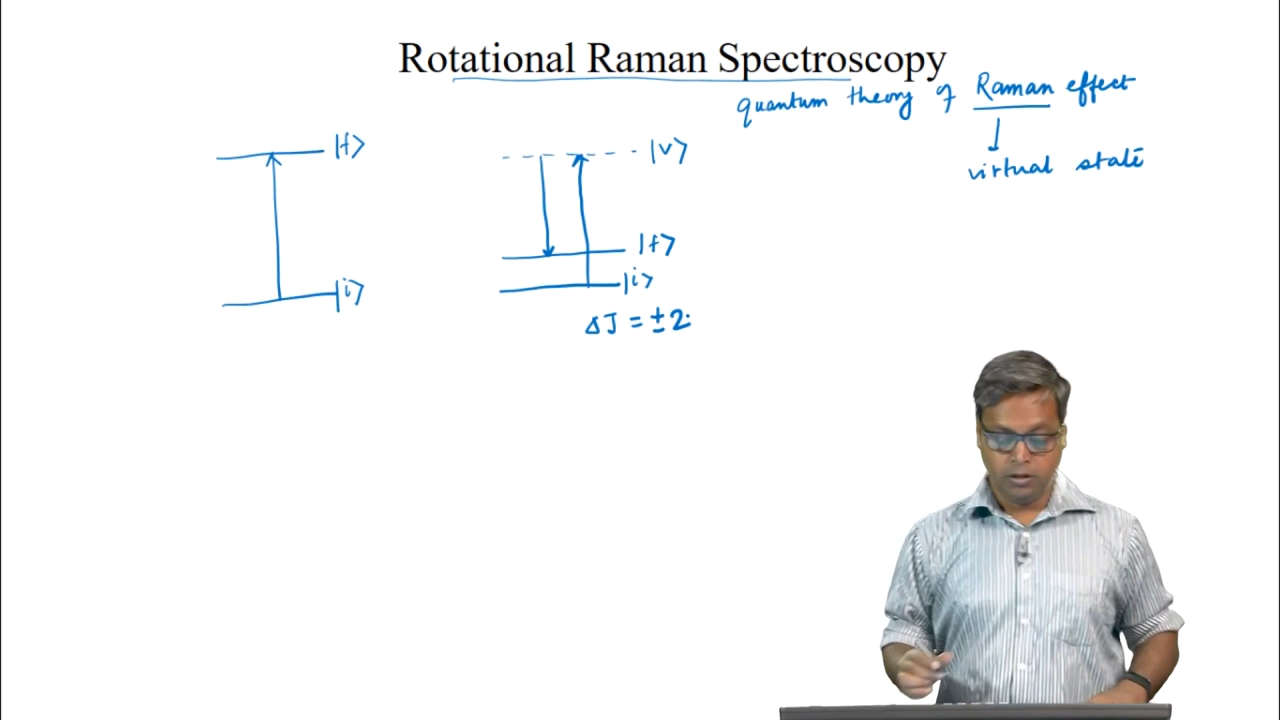 Rotational Raman Spectroscopy
quantum theory of Raman effect
virtual state
|f>
|v>
|f>
|i>
|i>
ΔJ = ±2